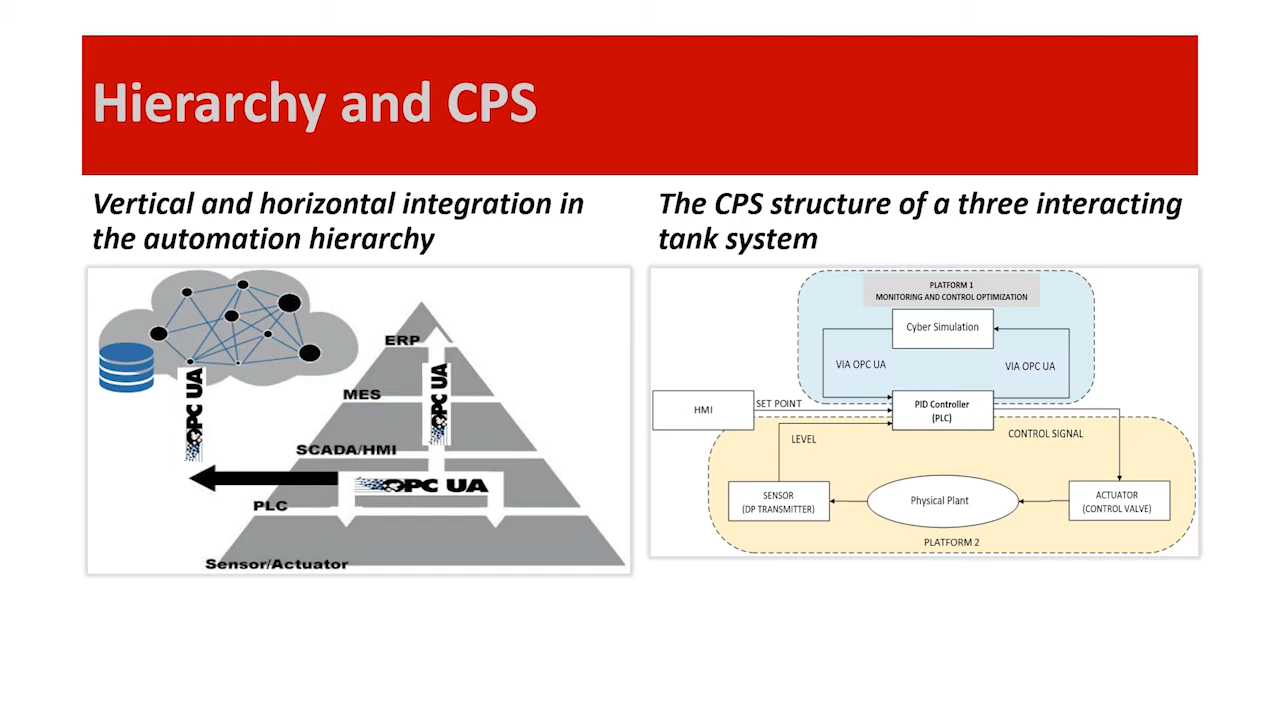 Hierarchy and CPS
Vertical and horizontal integration in
the automation hierarchy
ERP
MES
SCADA/HMI
PLC
Sensor/Actuator
OPC UA
OPC UA
OPC UA
The CPS structure of a three interacting
tank system
PLATFORM 1
MONITORING AND CONTROL OPTIMIZATION
Cyber Simulation
VIA OPC UA
VIA OPC UA
HMI
SET POINT
PID Controller
(PLC)
LEVEL
CONTROL SIGNAL
SENSOR
(DP TRANSMITTER)
Physical Plant
ACTUATOR
(CONTROL VALVE)
PLATFORM 2